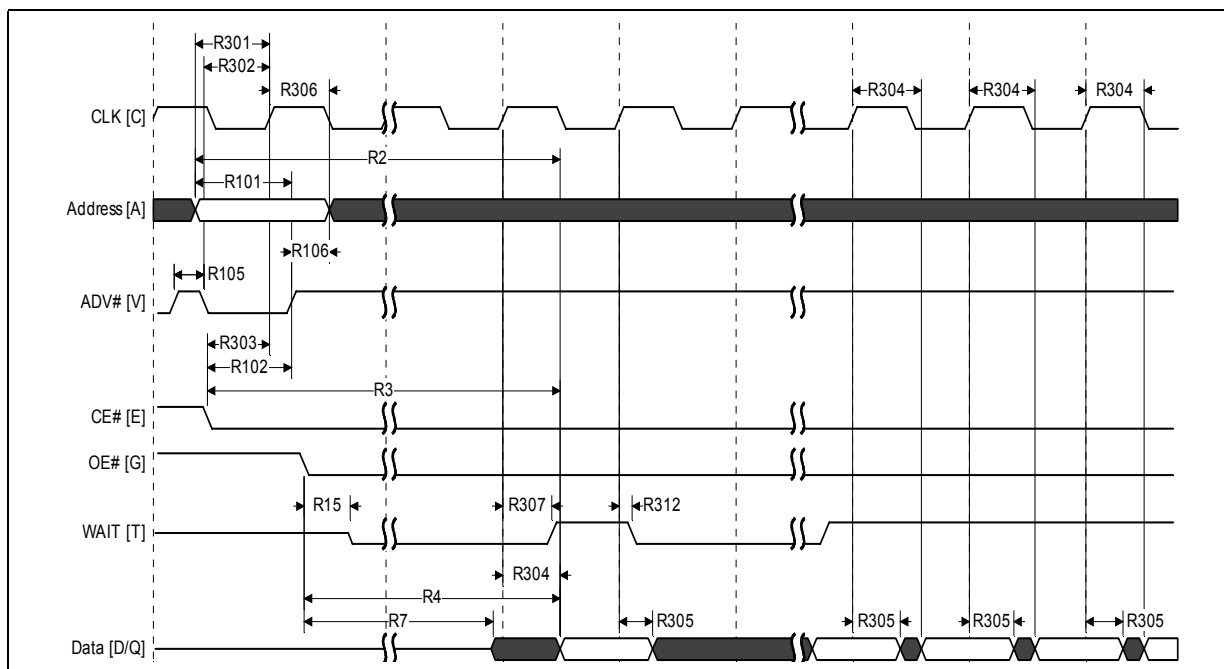 R301
R302
R306
R304
R304
R304
CLK [C]
R2
R101
Address [A]
R106
R105
ADV# [V]
R303
R102
R3
CE# [E]
OE# [G]
R15
R307
R312
WAIT [T]
R304
R4
R7
R305
R305
R305
R305
Data [D/Q]